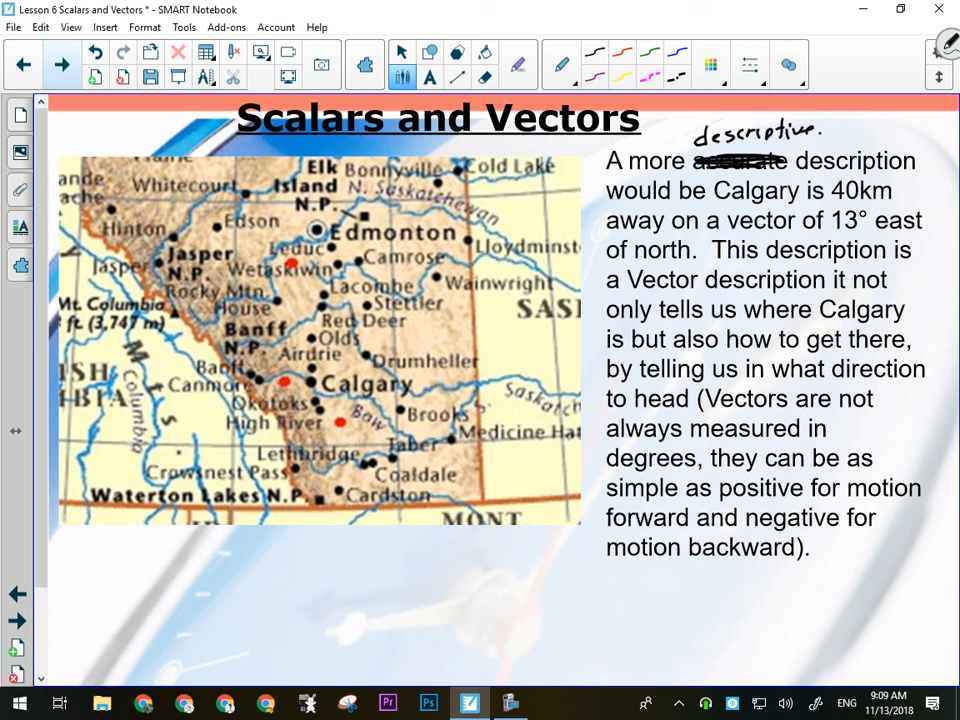 Lesson 6 Scalars and Vectors * - SMART Notebook
File Edit View Insert Format Tools Add-ons Account Help
Scalars and Vectors
descriptive.
A more accurate description
would be Calgary is 40km
away on a vector of 13° east
of north. This description is
a Vector description it not
only tells us where Calgary
is but also how to get there,
by telling us in what direction
to head (Vectors are not
always measured in
degrees, they can be as
simple as positive for motion
forward and negative for
motion backward).
Elk
Island
N.P.
Bonnyville
Cold Lake
Whitecourt
N. Saskatchewan
ande
ache
Hinton
Edson
Edmonton
Leduc
Lloydminst
Jasper
Jasper
N.P.
Wetaskiwin
Camrose
Wainwright
Rocky Mtn.
House
Lacombe
Stettler
SAS
Mt. Columbia
ft. (3,747 m)
Red Deer
Banff
N.P.
Olds
Airdrie
Drumheller
Banff
Canmore
Calgary
ISH
BIA
Columbia
Okotoks
High River
Bow
Brooks
Saskatch
Medicine Hat
Taber
Lethbridge
Crowsnest Pass
Coaldale
Waterton Lakes N.P.
Cardston
MONT
ENG
9:09 AM
11/13/2018